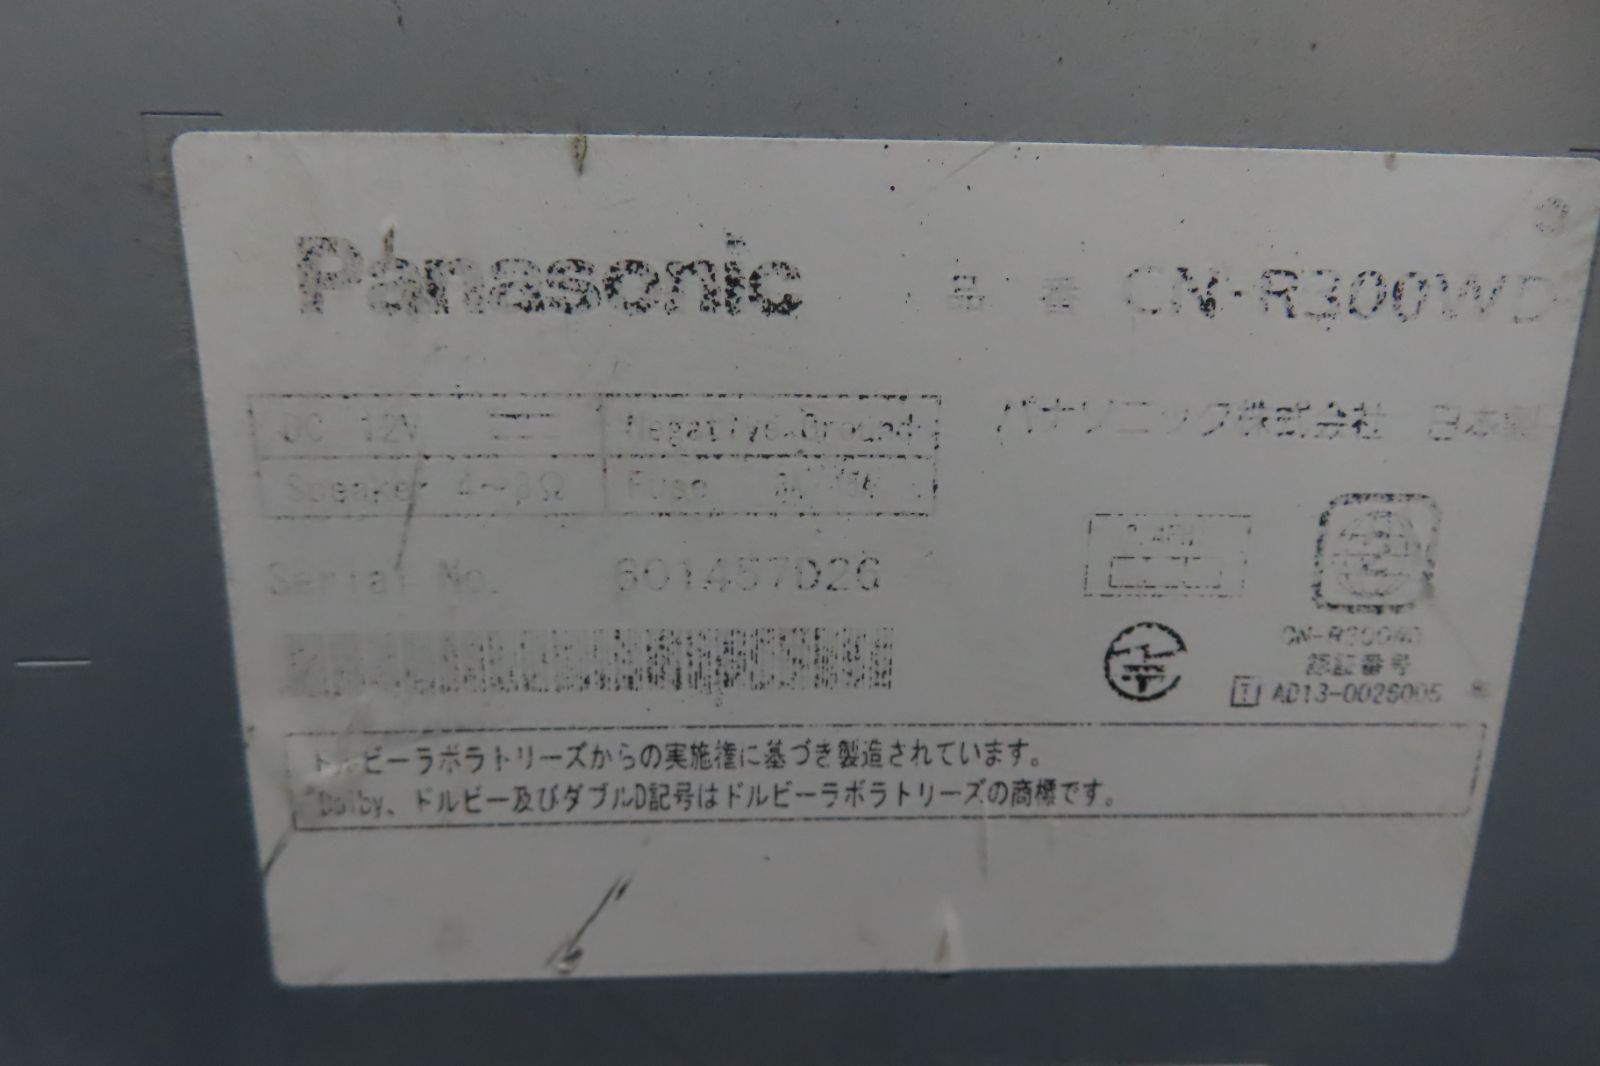 Panasonic
品 番 CN-R300WD
DC 12V Negative Ground
パナソニック株式会社 日本製
Speaker 4~8Ω Fuse 15A
Serial No. 601457D26
CN-R300WD
認証番号
T AD13-0026005
ドルビーラボラトリーズからの実施権に基づき製造されています。
Dolby、ドルビー及びダブルD記号はドルビーラボラトリーズの商標です。